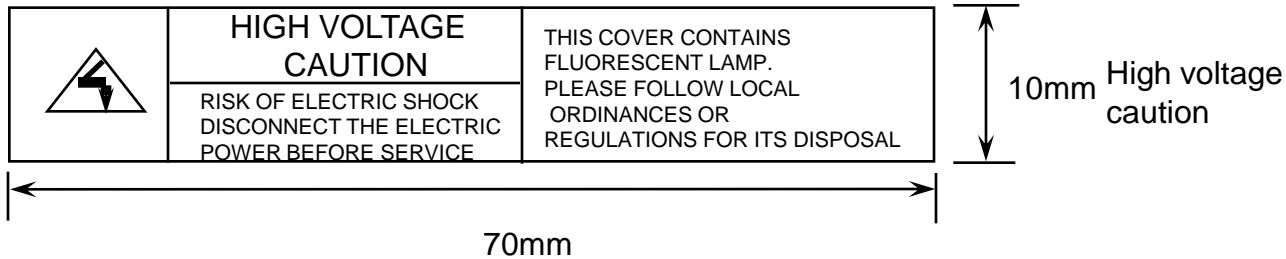 HIGH VOLTAGE
CAUTION
RISK OF ELECTRIC SHOCK
DISCONNECT THE ELECTRIC
POWER BEFORE SERVICE
THIS COVER CONTAINS
FLUORESCENT LAMP.
PLEASE FOLLOW LOCAL
ORDINANCES OR
REGULATIONS FOR ITS DISPOSAL
10mm
High voltage
caution
70mm